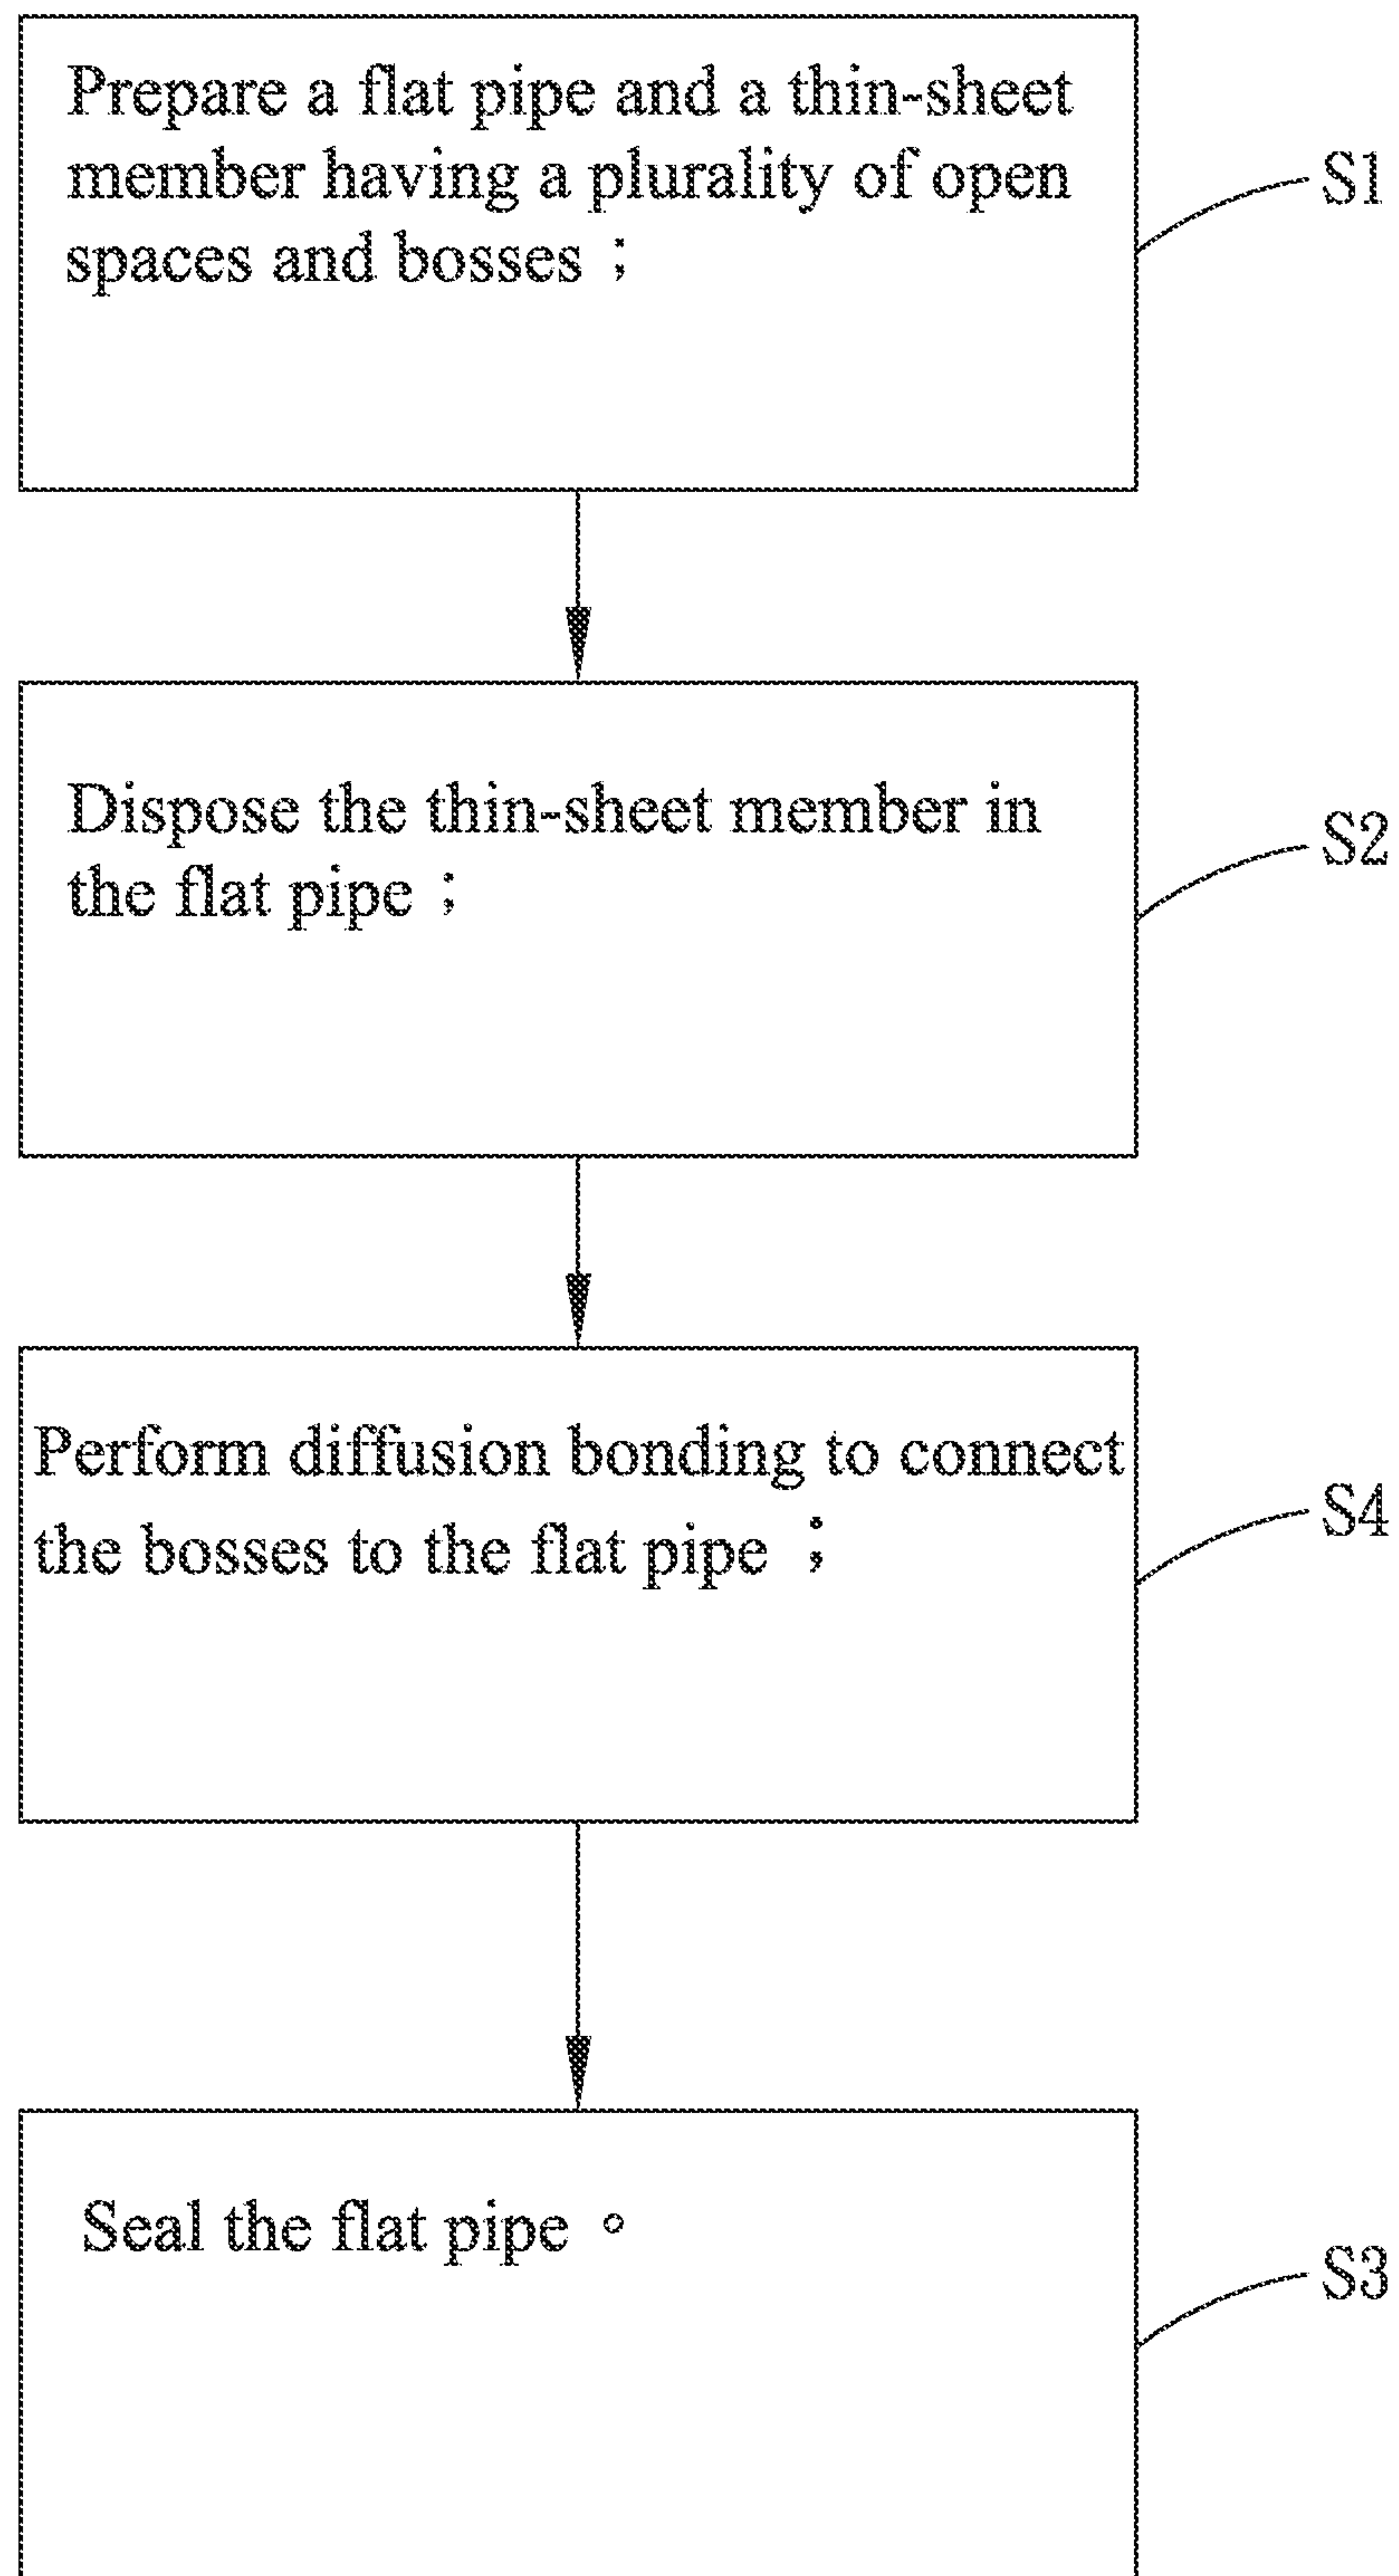 Prepare a flat pipe and a thin-sheet
member having a plurality of open
spaces and bosses；
S1
Dispose the thin-sheet member in
the flat pipe；
S2
Perform diffusion bonding to connect
the bosses to the flat pipe ；
S4
Seal the flat pipe 。
S3